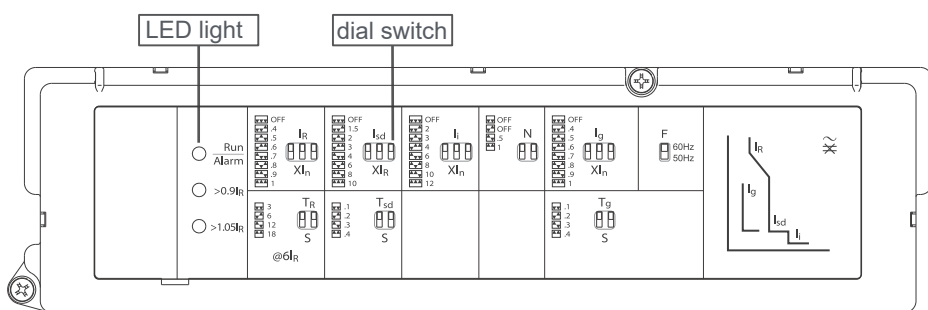 LED light
dial switch
Run
Alarm
>0.9IR
>1.05IR
OFF
.4
.5
.6
.7
.8
.9
1
IR
XIn
OFF
1.5
2
3
4
6
8
10
Isd
XIR
OFF
2
3
4
6
8
10
12
Ii
XIn
OFF
OFF
.5
1
N
OFF
.4
.5
.6
.7
.8
.9
1
Ig
XIn
F
60Hz
50Hz
3
6
12
18
TR
S
@6IR
.1
.2
.3
.4
Tsd
S
.1
.2
.3
.4
Tg
S
IR
Ig
Isd
Ii